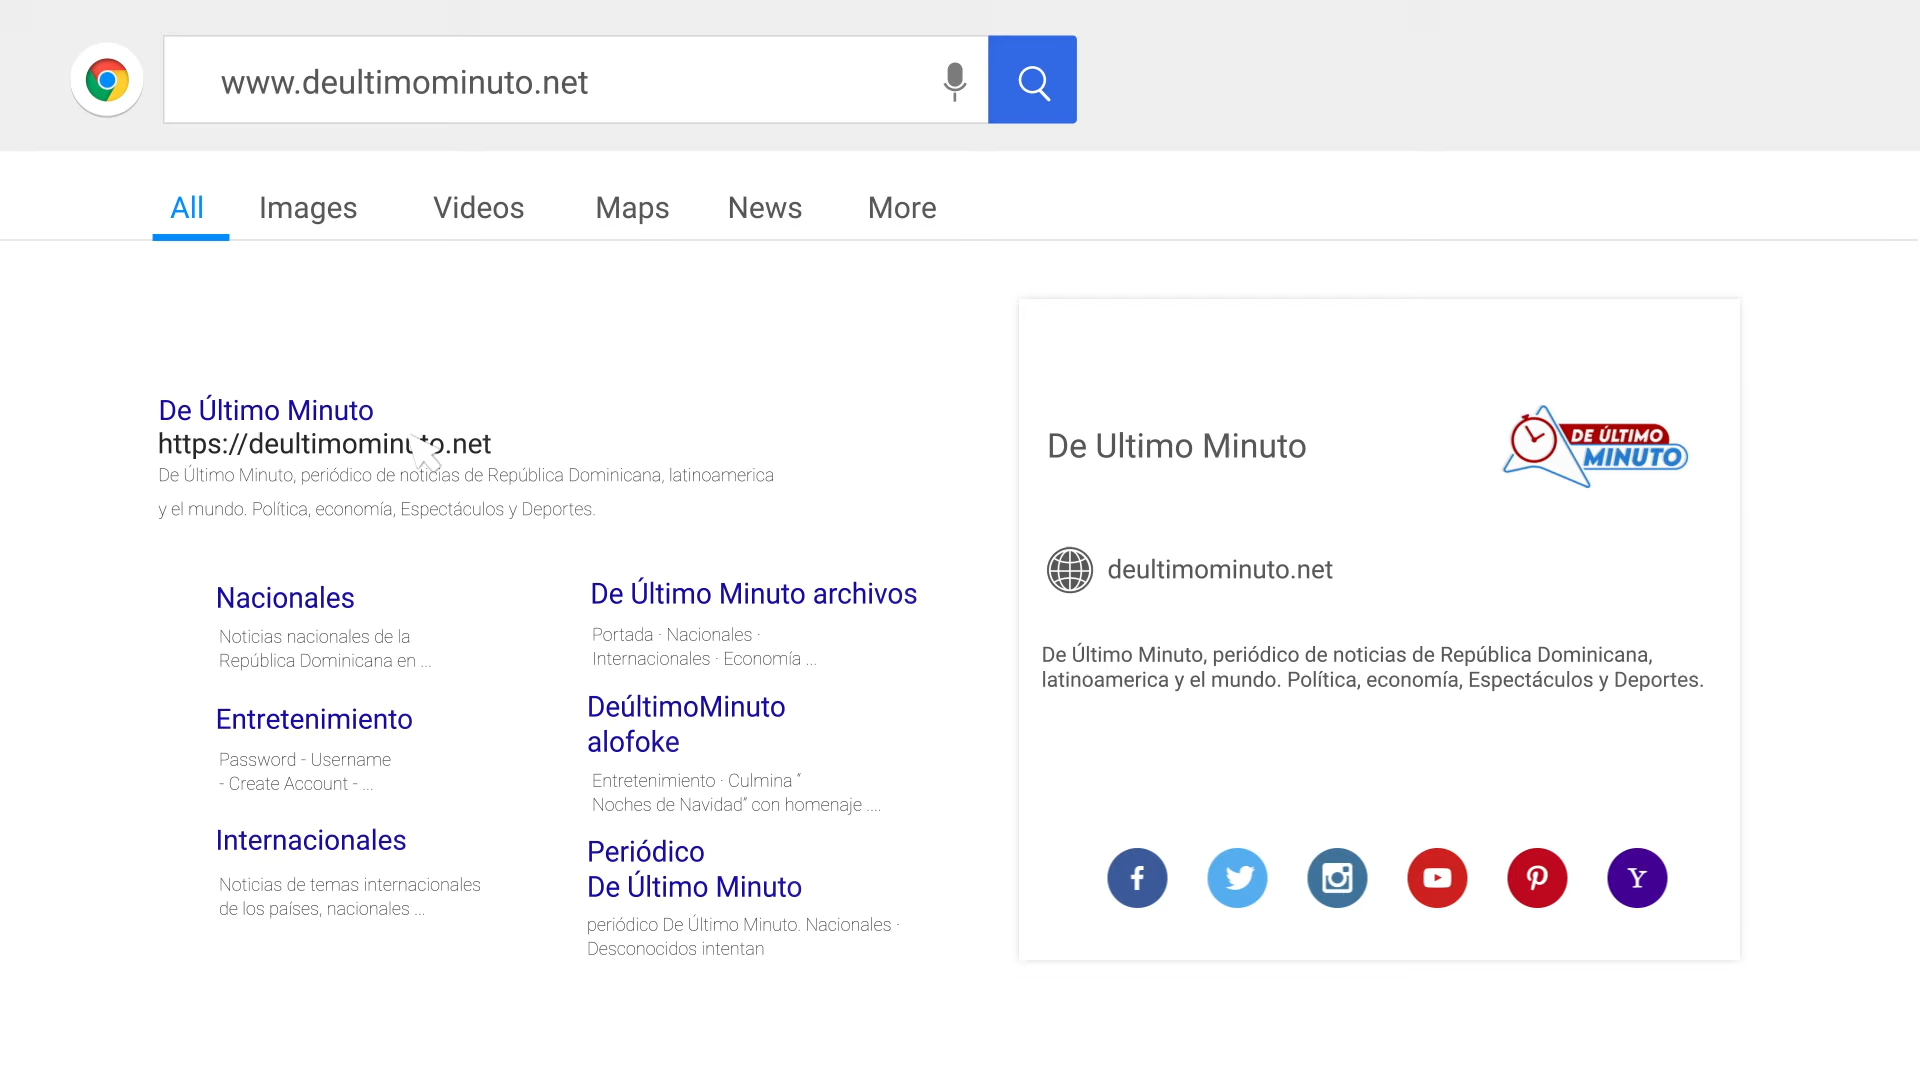 www.deultimominuto.net
All Images Videos Maps News More
De Último Minuto
https://deultimominuto.net
De Último Minuto, periódico de noticias de República Dominicana, latinoamerica
y el mundo. Política, economía, Espectáculos y Deportes.
Nacionales
Noticias nacionales de la
República Dominicana en ...
Entretenimiento
Password - Username
- Create Account - ...
Internacionales
Noticias de temas internacionales
de los países, nacionales ...
De Último Minuto archivos
Portada · Nacionales ·
Internacionales · Economía ...
DeúltimoMinuto
alofoke
Entretenimiento · Culmina “
Noches de Navidad” con homenaje ....
Periódico
De Último Minuto
periódico De Último Minuto. Nacionales ·
Desconocidos intentan
De Ultimo Minuto
DE ÚLTIMO
MINUTO
deultimominuto.net
De Último Minuto, periódico de noticias de República Dominicana,
latinoamerica y el mundo. Política, economía, Espectáculos y Deportes.